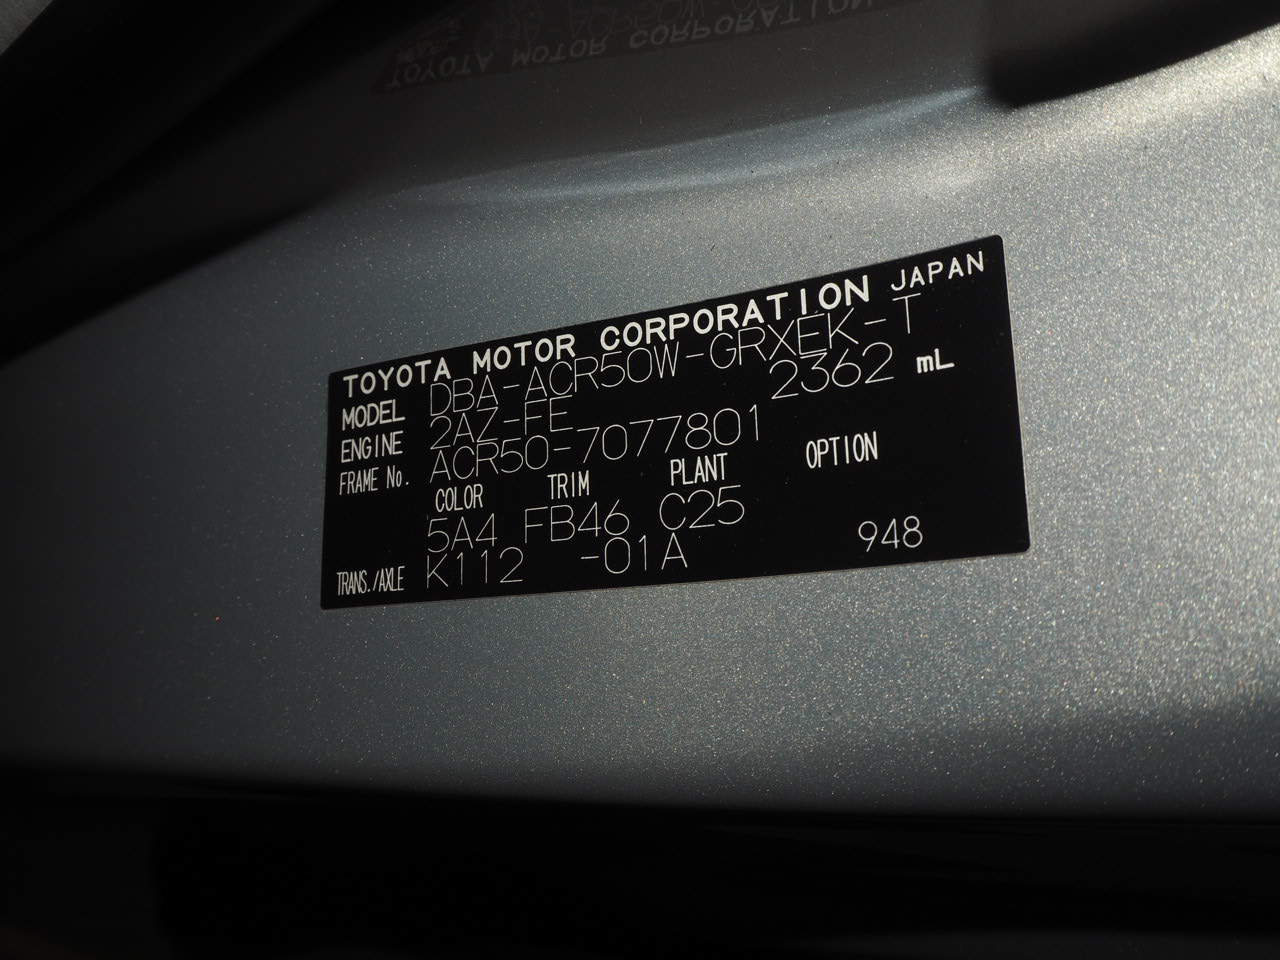 TOYOTA MOTOR CORPORATION JAPAN
MODEL DBA-ACR50W-GRXEK-T
ENGINE 2AZ-FE 2362 mL
FRAME No. ACR50-7077801
COLOR TRIM PLANT OPTION
5A4 FB46 C25
TRANS./AXLE K112 -01A 948